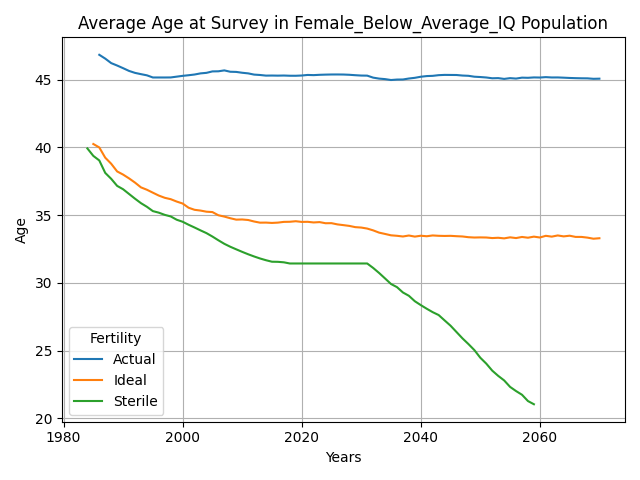 Average Age at Survey in Female_Below_Average_IQ Population
Age
45
40
35
30
25
20
Fertility
Actual
Ideal
Sterile
1980
2000
2020
2040
2060
Years